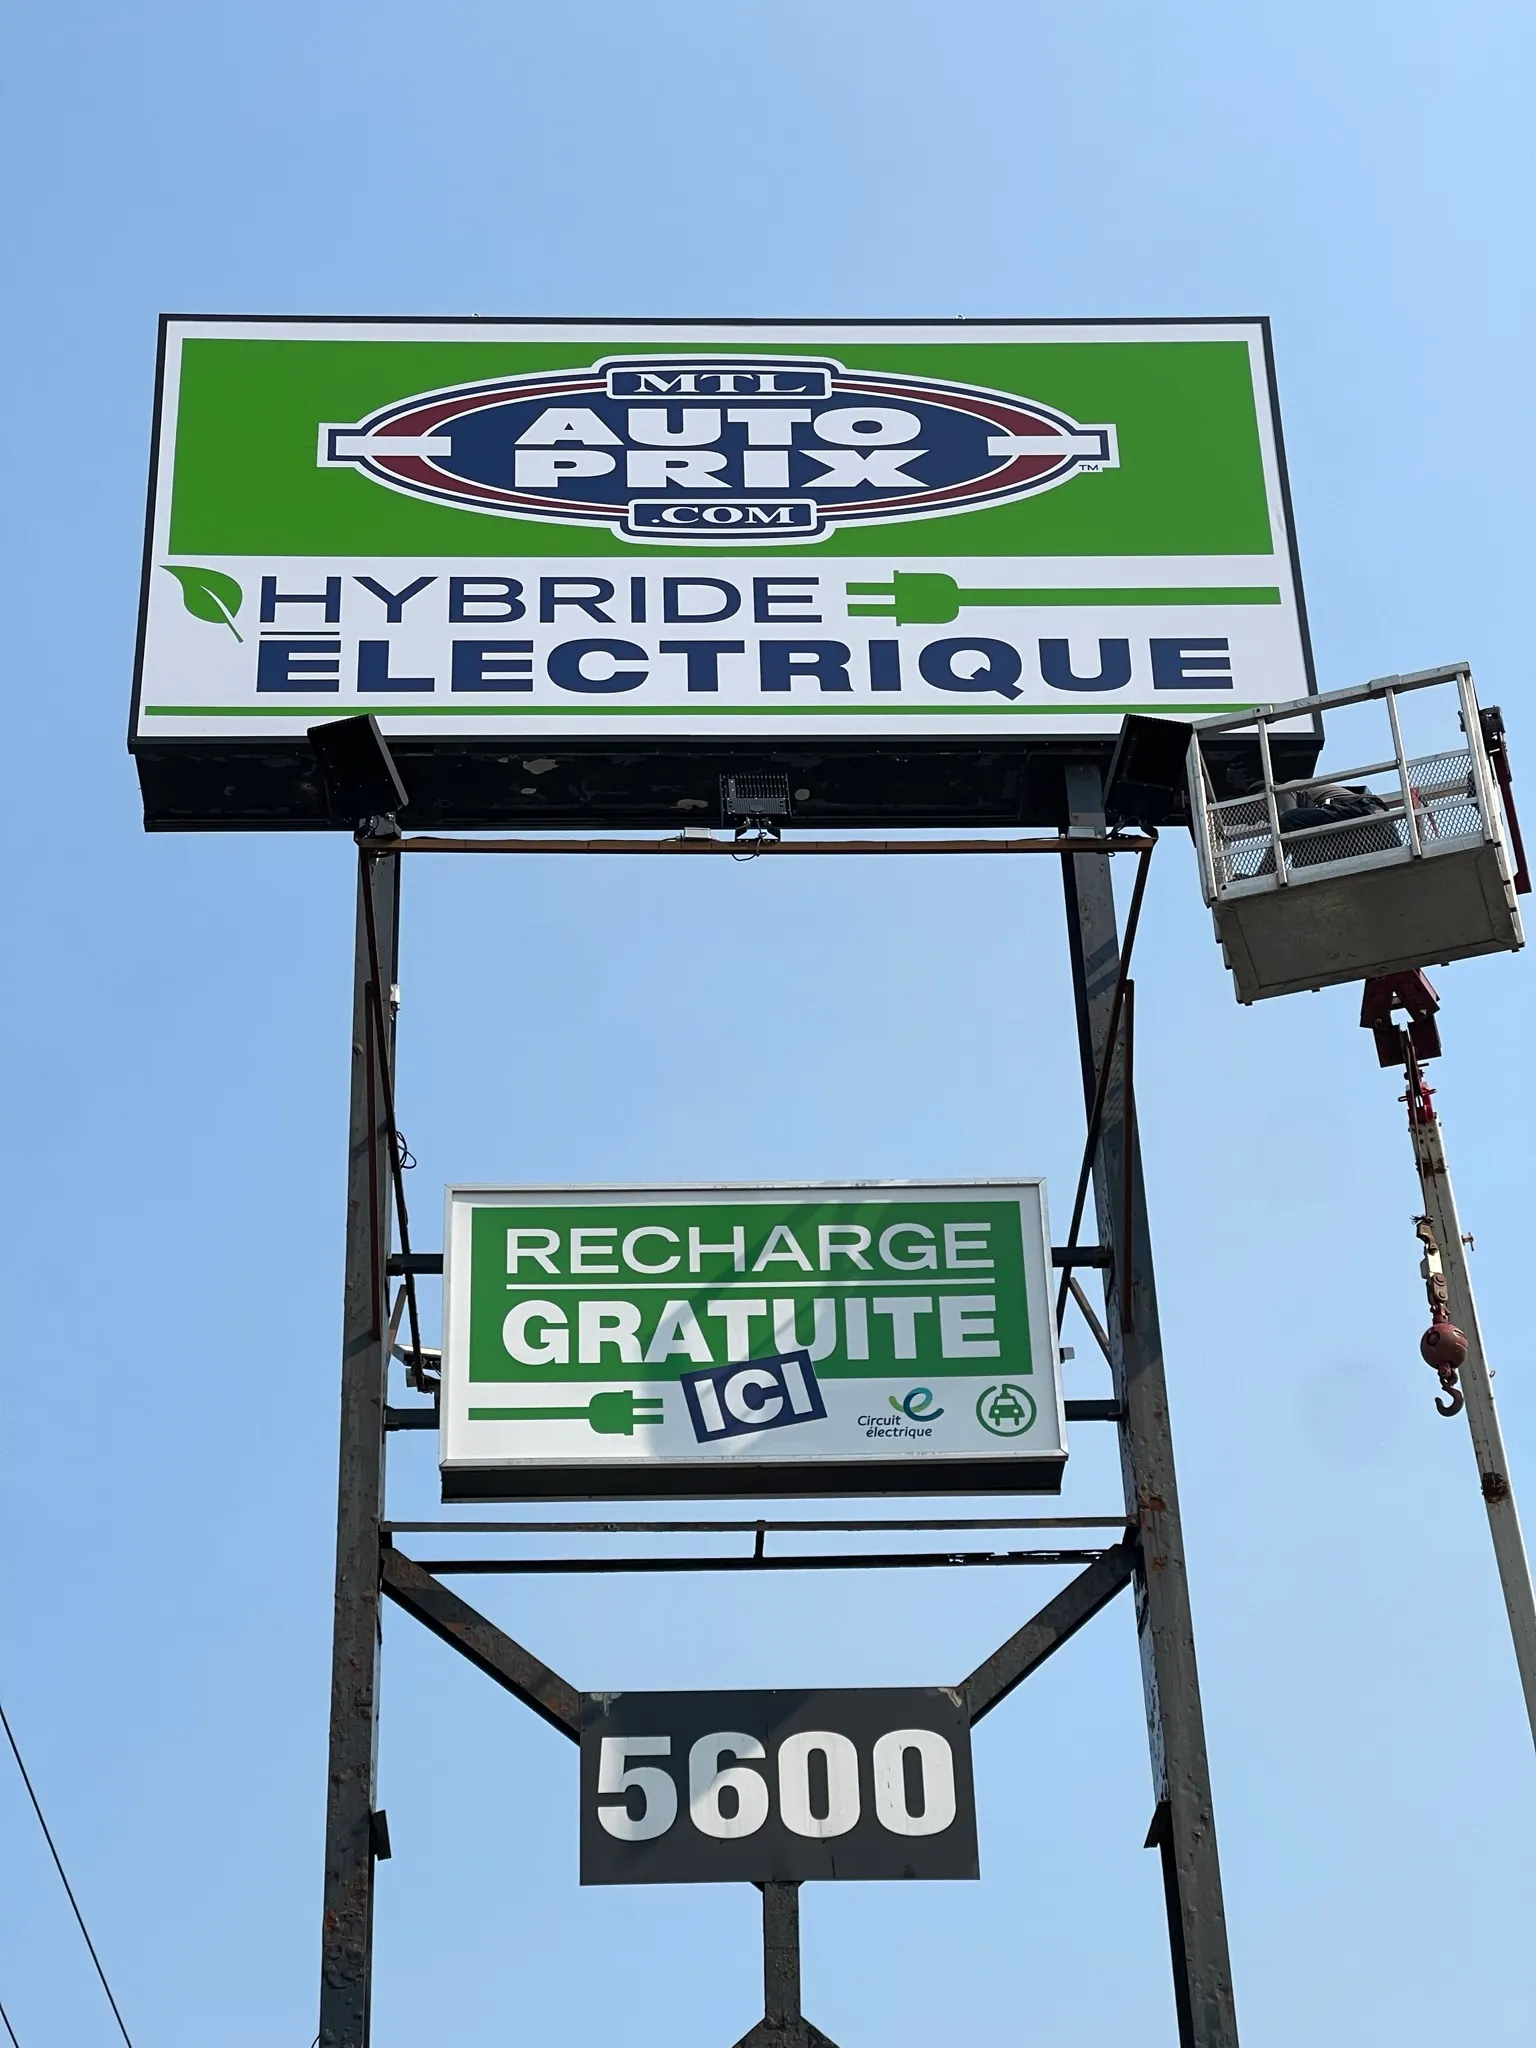 MTL
AUTO
PRIX
.COM
TM
HYBRIDE
ÉLECTRIQUE
RECHARGE
GRATUITE
ICI
Circuit
électrique
5600